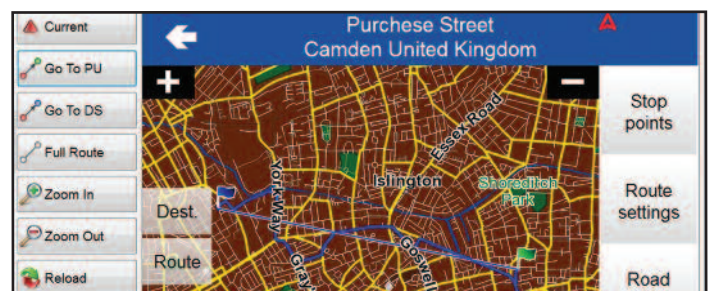 Current
Go To PU
Go To DS
Full Route
Zoom In
Zoom Out
Reload
Purchese Street
Camden United Kingdom
+
−
Essex Road
York Way
Islington
Shoreditch
Park
Goswell
Gray
Dest.
Route
Stop
points
Route
settings
Road